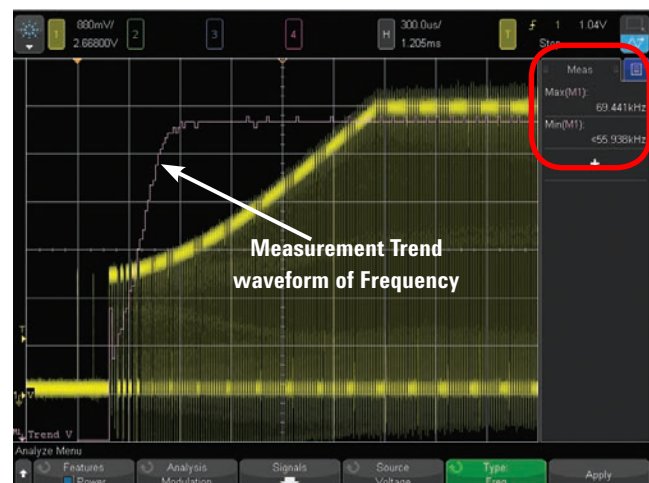 1 880mV/ 2.66800V 2 3 4 H 300.0us/ 1.205ms T 1 1.04V
Stop
Meas
Max(M1):
69.441kHz
Min(M1):
<55.938kHz
Measurement Trend
waveform of Frequency
T
Trend V
Analyze Menu
Features
Power
Analysis
Modulation
Signals
Source
Voltage
Type:
Freq
Apply